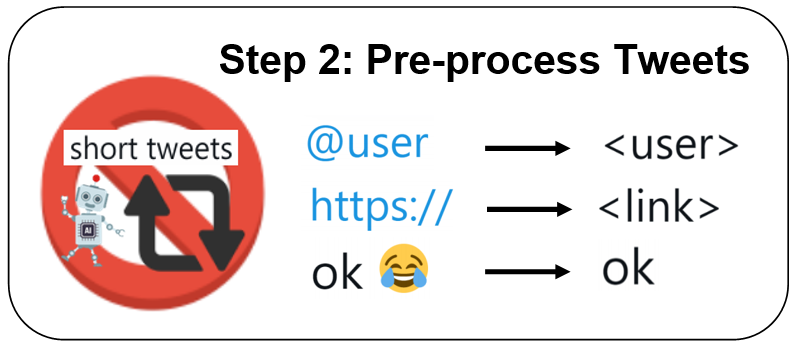 Step 2: Pre-process Tweets
short tweets
AI
@user <user>
https:// <link>
ok 😂 ok